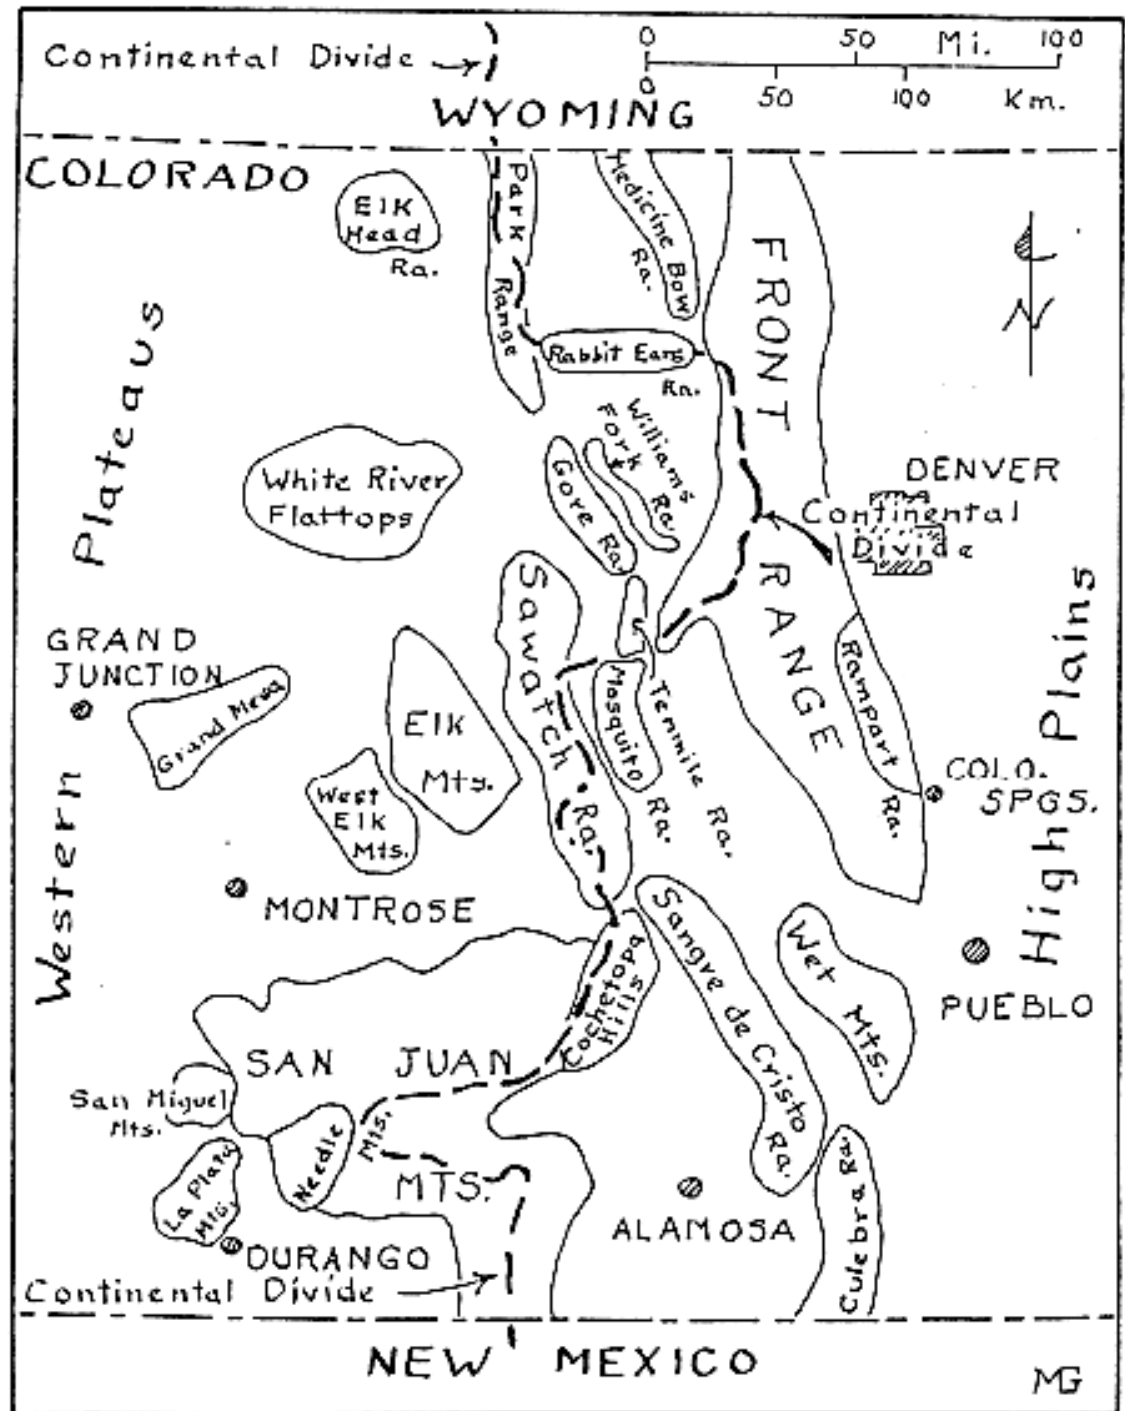 Continental Divide
0 50 Mi. 100
0 50 100 Km.
WYOMING
COLORADO
Elk
Head
Ra.
Park
Range
Medicine Bow
Ra.
FRONT
RANGE
N
Rabbit Ears
Ra.
Williams
Fork
Ra.
Gore Ra.
White River
Flattops
Western Plateaus
DENVER
Continental
Divide
High Plains
GRAND
JUNCTION
Grand Mesa
Sawatch Ra.
Elk
Mts.
West
Elk
Mts.
Mosquito
Ra.
Tenmile Ra.
Rampart
Ra.
COLO.
SPGS.
MONTROSE
Cochetopa
Hills
Sangre de Cristo
Ra.
Wet Mts.
PUEBLO
SAN JUAN
MTS.
San Miguel
Mts.
Needle
Mts.
La Plata
Mts.
DURANGO
ALAMOSA
Culebra Ra.
Continental Divide
NEW MEXICO
MG